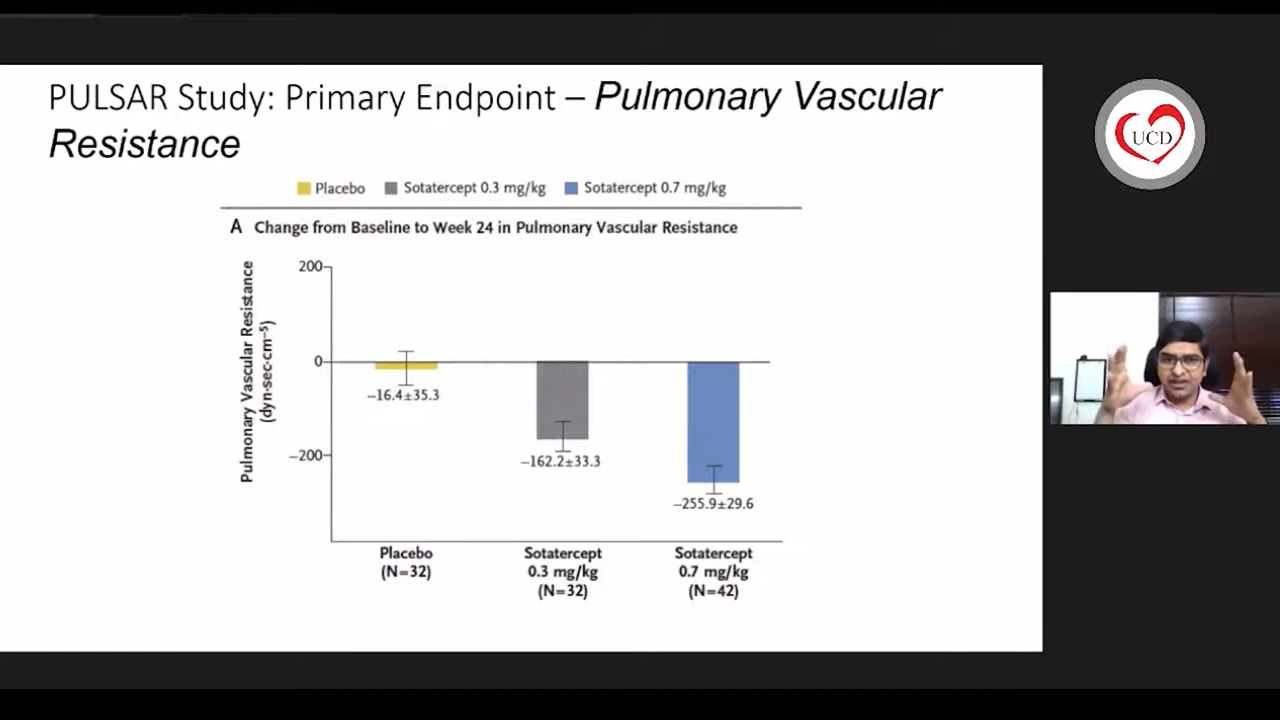 PULSAR Study: Primary Endpoint – Pulmonary Vascular
Resistance
UCD
Placebo
Sotatercept 0.3 mg/kg
Sotatercept 0.7 mg/kg
A Change from Baseline to Week 24 in Pulmonary Vascular Resistance
Pulmonary Vascular Resistance
(dyn·sec·cm⁻⁵)
200
0
−200
−16.4±35.3
−162.2±33.3
−255.9±29.6
Placebo
(N=32)
Sotatercept
0.3 mg/kg
(N=32)
Sotatercept
0.7 mg/kg
(N=42)